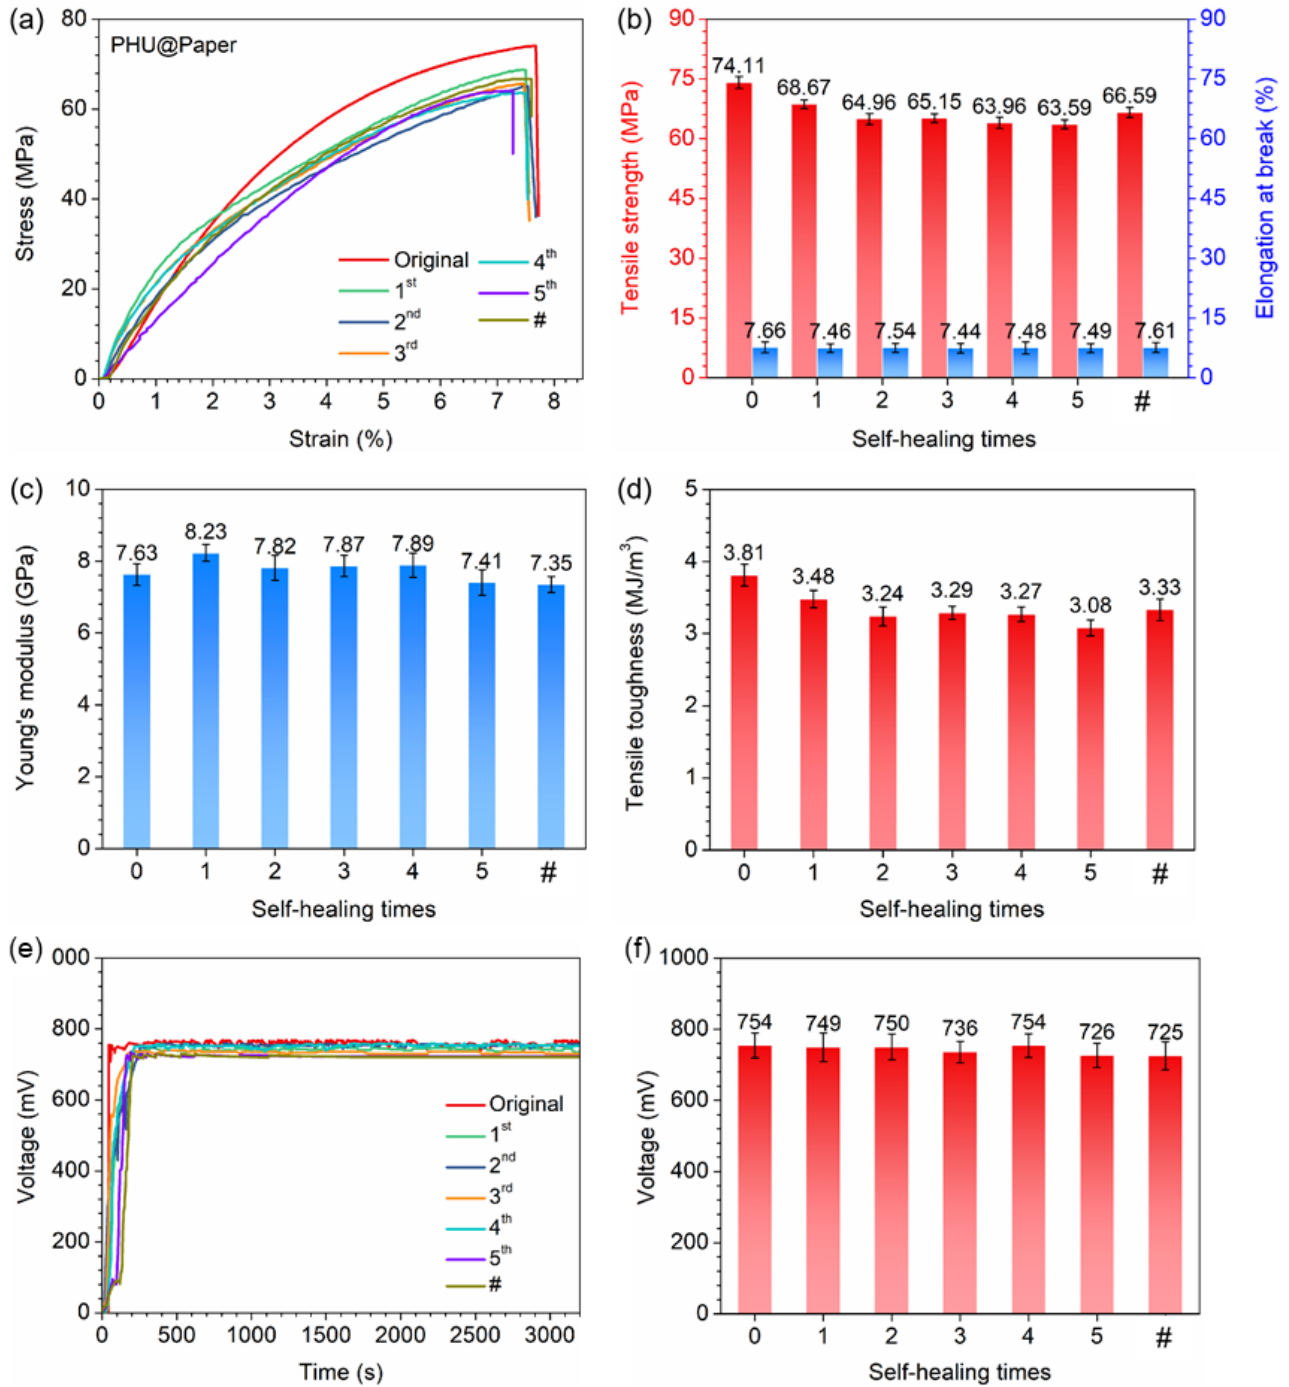 (a)
PHU@Paper
80
60
40
20
0
Stress (MPa)
0 1 2 3 4 5 6 7 8
Strain (%)
Original
1st
2nd
3rd
4th
5th
#
(b)
90
75
60
45
30
15
0
Tensile strength (MPa)
74.11 68.67 64.96 65.15 63.96 63.59 66.59
7.66 7.46 7.54 7.44 7.48 7.49 7.61
90
75
60
45
30
15
0
Elongation at break (%)
0 1 2 3 4 5 #
Self-healing times
(c)
10
8
6
4
2
0
Young's modulus (GPa)
7.63 8.23 7.82 7.87 7.89 7.41 7.35
0 1 2 3 4 5 #
Self-healing times
(d)
5
4
3
2
1
0
Tensile toughness (MJ/m3)
3.81 3.48 3.24 3.29 3.27 3.08 3.33
0 1 2 3 4 5 #
Self-healing times
(e)
000
800
600
400
200
0
Voltage (mV)
Original
1st
2nd
3rd
4th
5th
#
0 500 1000 1500 2000 2500 3000
Time (s)
(f)
1000
800
600
400
200
0
Voltage (mV)
754 749 750 736 754 726 725
0 1 2 3 4 5 #
Self-healing times